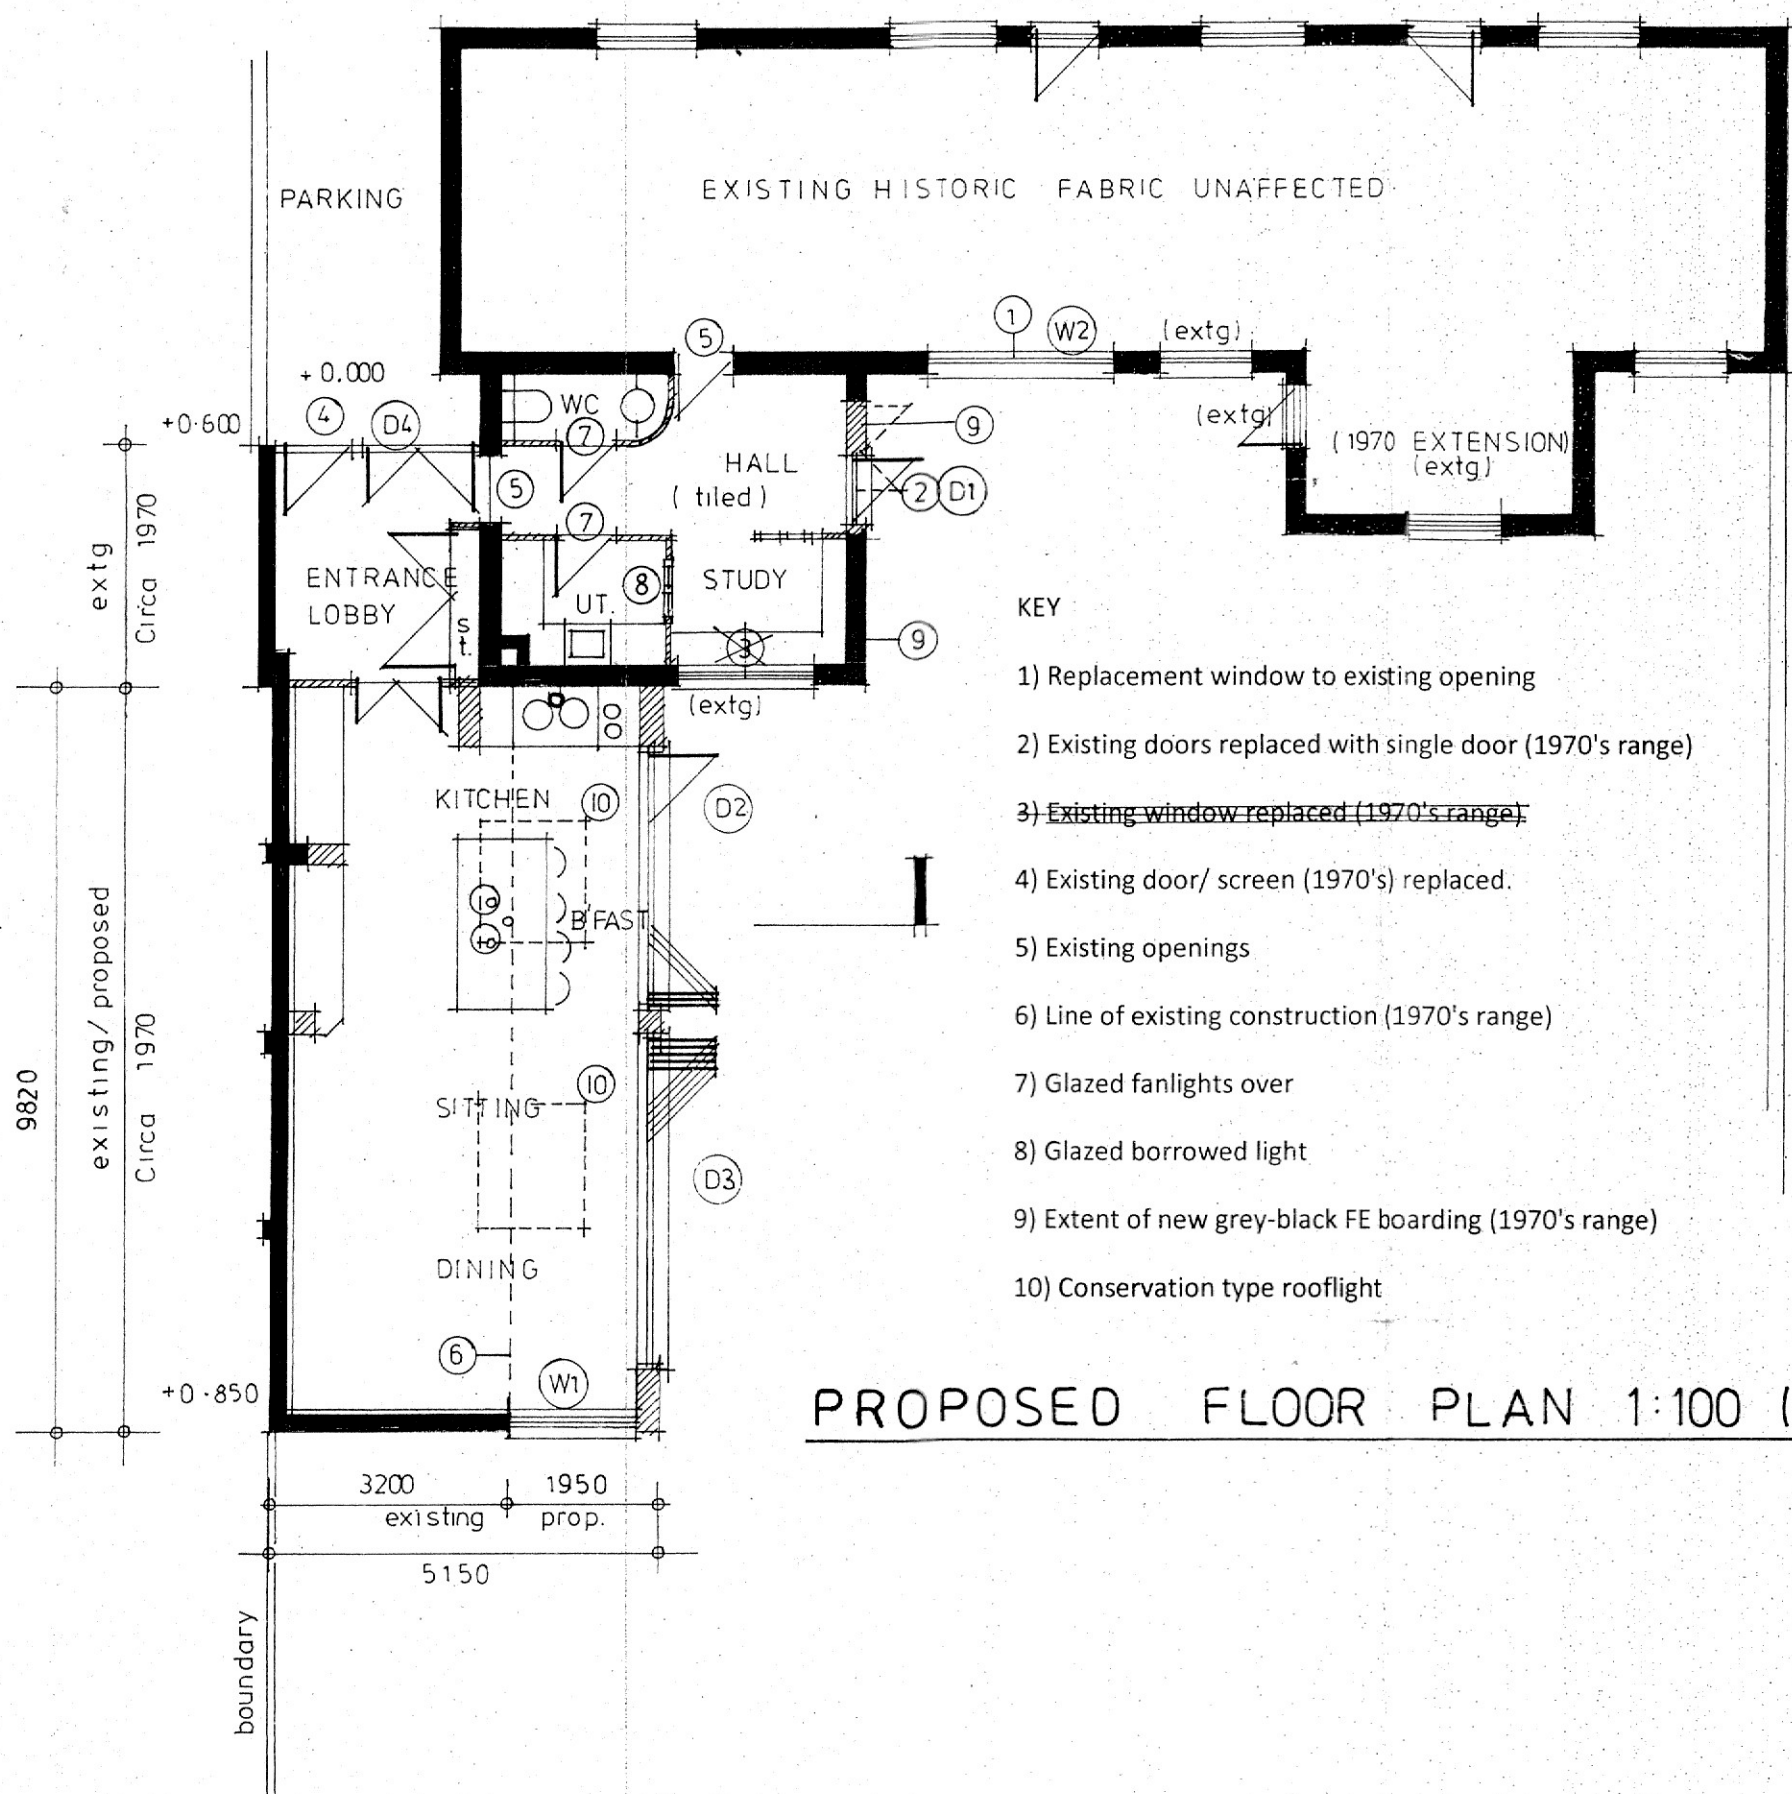 PARKING
EXISTING HISTORIC FABRIC UNAFFECTED
1
W2
(extg)
5
+0.000
4
D4
+0.600
WC
7
9
(extg)
(1970 EXTENSION)
(extg)
HALL
(tiled)
5
2
D1
7
extg
Circa 1970
ENTRANCE
LOBBY
st.
UT.
8
STUDY
3
9
(extg)
KITCHEN
10
D2
10
10
B'FAST
existing/proposed
Circa 1970
9820
SITTING
10
D3
DINING
6
W1
+0.850
3200
1950
existing
prop.
5150
boundary
KEY
1) Replacement window to existing opening
2) Existing doors replaced with single door (1970's range)
3) Existing window replaced (1970's range).
4) Existing door/ screen (1970's) replaced.
5) Existing openings
6) Line of existing construction (1970's range)
7) Glazed fanlights over
8) Glazed borrowed light
9) Extent of new grey-black FE boarding (1970's range)
10) Conservation type rooflight
PROPOSED FLOOR PLAN 1:100 (